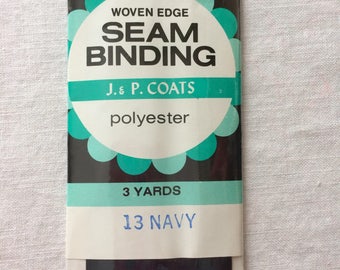 WOVEN EDGE
SEAM
BINDING
J. & P. COATS
polyester
3 YARDS
13 NAVY